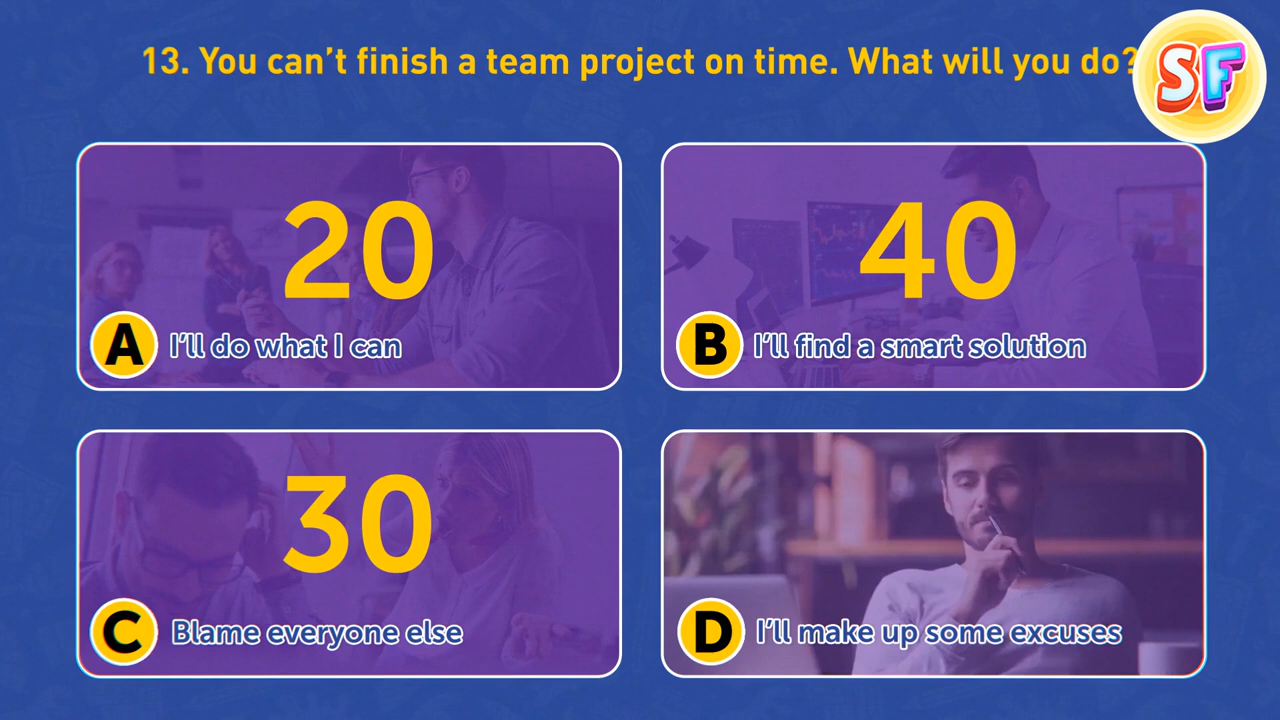 13. You can't finish a team project on time. What will you do?
SF
20
A I'll do what I can
40
B I'll find a smart solution
30
C Blame everyone else
D I'll make up some excuses